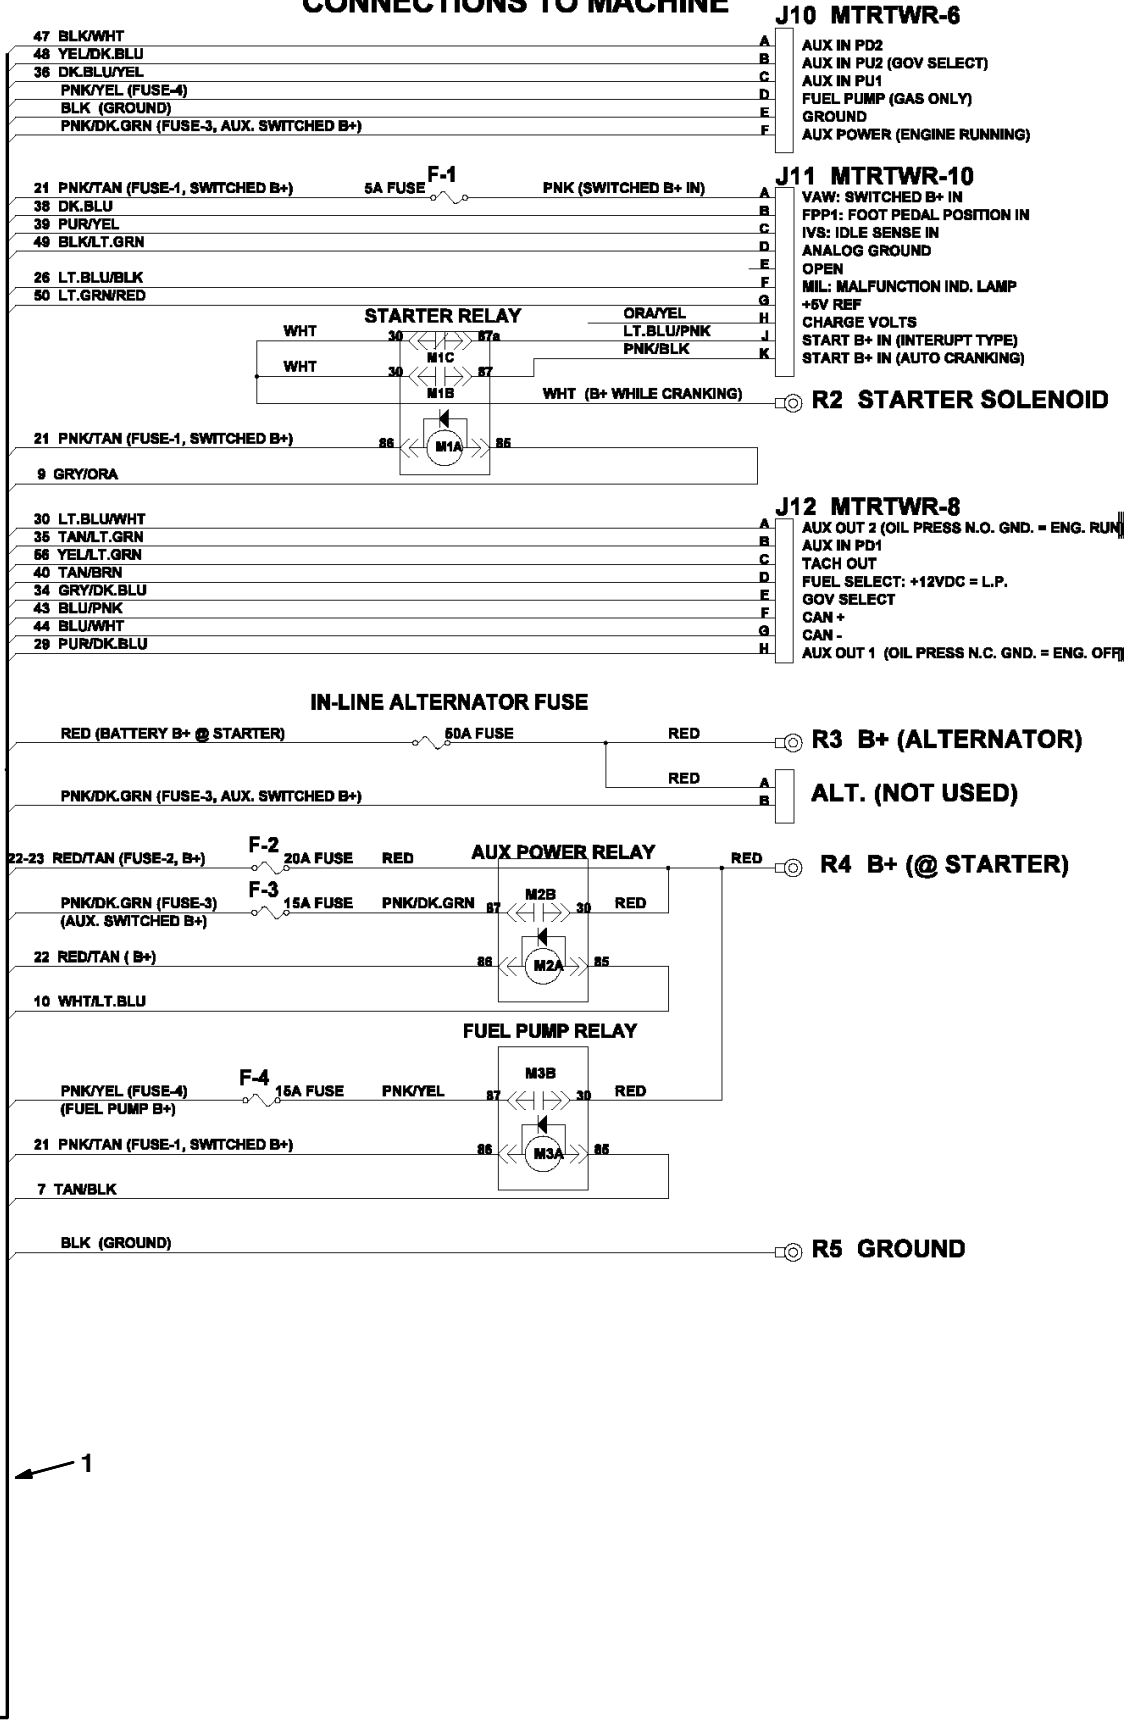 CONNECTIONS TO MACHINE
J10 MTRTWR-6
47 BLK/WHT A AUX IN PD2
48 YEL/DK.BLU B AUX IN PU2 (GOV SELECT)
36 DK.BLU/YEL C AUX IN PU1
PNK/YEL (FUSE-4) D FUEL PUMP (GAS ONLY)
BLK (GROUND) E GROUND
PNK/DK.GRN (FUSE-3, AUX. SWITCHED B+) F AUX POWER (ENGINE RUNNING)
F-1 J11 MTRTWR-10
21 PNK/TAN (FUSE-1, SWITCHED B+) 5A FUSE PNK (SWITCHED B+ IN) A VAW: SWITCHED B+ IN
38 DK.BLU B FPP1: FOOT PEDAL POSITION IN
39 PUR/YEL C IVS: IDLE SENSE IN
49 BLK/LT.GRN D ANALOG GROUND
E OPEN
26 LT.BLU/BLK F MIL: MALFUNCTION IND. LAMP
50 LT.GRN/RED G +5V REF
STARTER RELAY ORA/YEL H CHARGE VOLTS
WHT 30 87a LT.BLU/PNK J START B+ IN (INTERUPT TYPE)
M1C PNK/BLK K START B+ IN (AUTO CRANKING)
WHT 30 87
M1B WHT (B+ WHILE CRANKING) R2 STARTER SOLENOID
21 PNK/TAN (FUSE-1, SWITCHED B+) 86 M1A 85
9 GRY/ORA
J12 MTRTWR-8
30 LT.BLU/WHT A AUX OUT 2 (OIL PRESS N.O. GND. = ENG. RUN)
35 TAN/LT.GRN B AUX IN PD1
56 YEL/LT.GRN C TACH OUT
40 TAN/BRN D FUEL SELECT: +12VDC = L.P.
34 GRY/DK.BLU E GOV SELECT
43 BLU/PNK F CAN +
44 BLU/WHT G CAN -
29 PUR/DK.BLU H AUX OUT 1 (OIL PRESS N.C. GND. = ENG. OFF)
IN-LINE ALTERNATOR FUSE
RED (BATTERY B+ @ STARTER) 50A FUSE RED R3 B+ (ALTERNATOR)
RED A
PNK/DK.GRN (FUSE-3, AUX. SWITCHED B+) B ALT. (NOT USED)
F-2 AUX POWER RELAY
22-23 RED/TAN (FUSE-2, B+) 20A FUSE RED RED R4 B+ (@ STARTER)
F-3 M2B
PNK/DK.GRN (FUSE-3) 15A FUSE PNK/DK.GRN 87 30 RED
(AUX. SWITCHED B+)
22 RED/TAN ( B+) 86 M2A 85
10 WHT/LT.BLU
FUEL PUMP RELAY
F-4 M3B
PNK/YEL (FUSE-4) 15A FUSE PNK/YEL 87 30 RED
(FUEL PUMP B+)
21 PNK/TAN (FUSE-1, SWITCHED B+) 86 M3A 85
7 TAN/BLK
BLK (GROUND) R5 GROUND
1